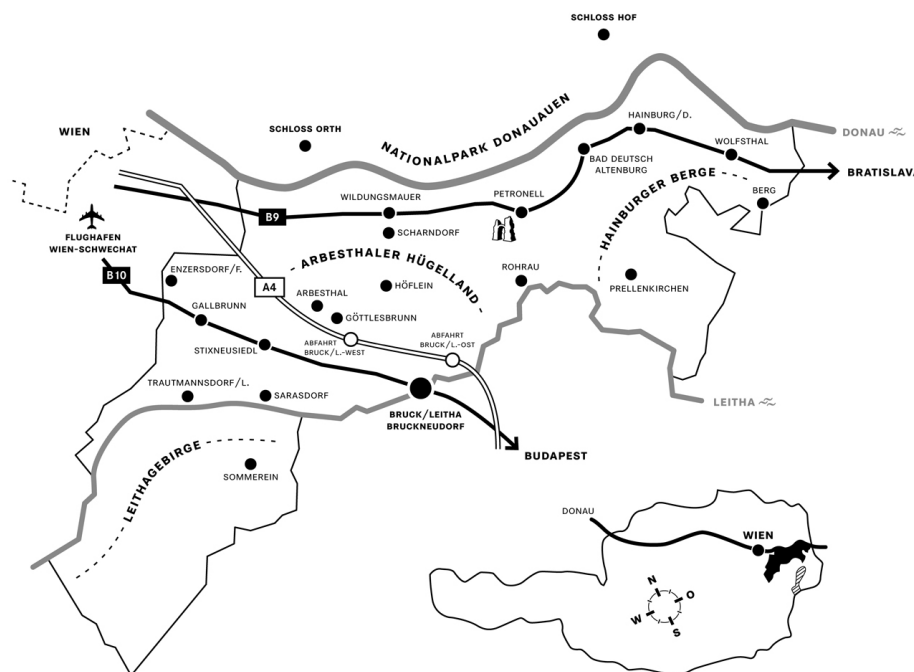 SCHLOSS HOF
WIEN
SCHLOSS ORTH
NATIONALPARK DONAUAUEN
HAINBURG/D.
DONAU
WOLFSTHAL
BAD DEUTSCH
ALTENBURG
BRATISLAVA
HAINBURGER BERGE
BERG
WILDUNGSMAUER
PETRONELL
B9
SCHARNDORF
FLUGHAFEN
WIEN-SCHWECHAT
B10
ENZERSDORF/F.
ARBESTHALER HÜGELLAND
A4
HÖFLEIN
ROHRAU
PRELLENKIRCHEN
GALLBRUNN
ARBESTHAL
GÖTTLESBRUNN
STIXNEUSIEDL
ABFAHRT
BRUCK/L.-WEST
ABFAHRT
BRUCK/L.-OST
TRAUTMANNSDORF/L.
SARASDORF
LEITHA
BRUCK/LEITHA
BRUCKNEUDORF
BUDAPEST
LEITHAGEBIRGE
SOMMEREIN
DONAU
WIEN
N
O
W
S